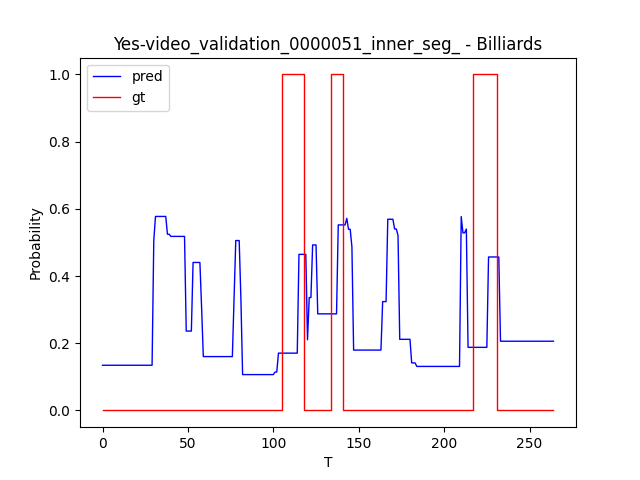 Yes-video_validation_0000051_inner_seg_ - Billiards
pred
gt
1.0
0.8
0.6
0.4
0.2
0.0
Probability
0
50
100
150
200
250
T